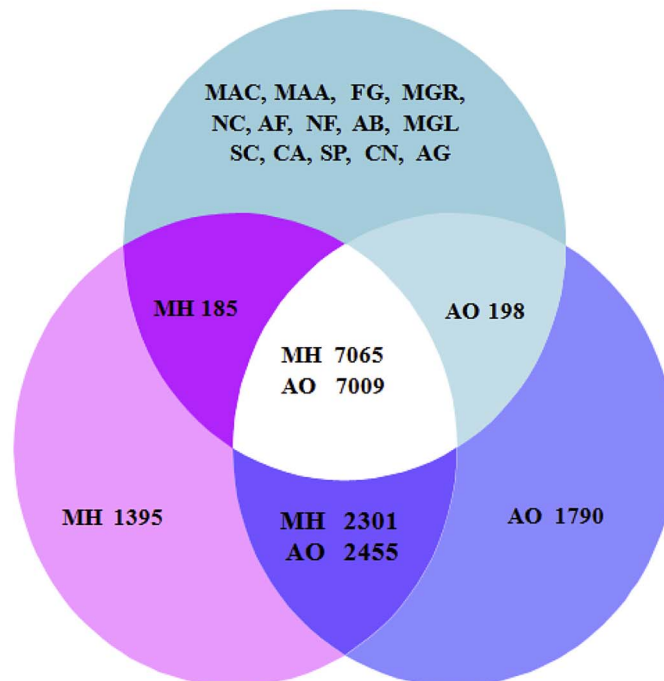 MAC, MAA, FG, MGR,
NC, AF, NF, AB, MGL
SC, CA, SP, CN, AG
MH 185
AO 198
MH 7065
AO 7009
MH 1395
MH 2301
AO 2455
AO 1790